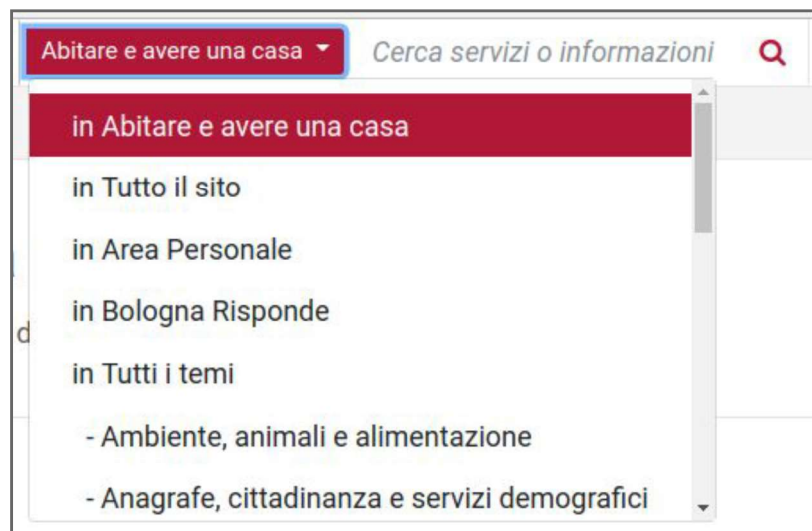 Abitare e avere una casa Cerca servizi o informazioni
in Abitare e avere una casa
in Tutto il sito
in Area Personale
in Bologna Risponde
d
in Tutti i temi
- Ambiente, animali e alimentazione
- Anagrafe, cittadinanza e servizi demografici